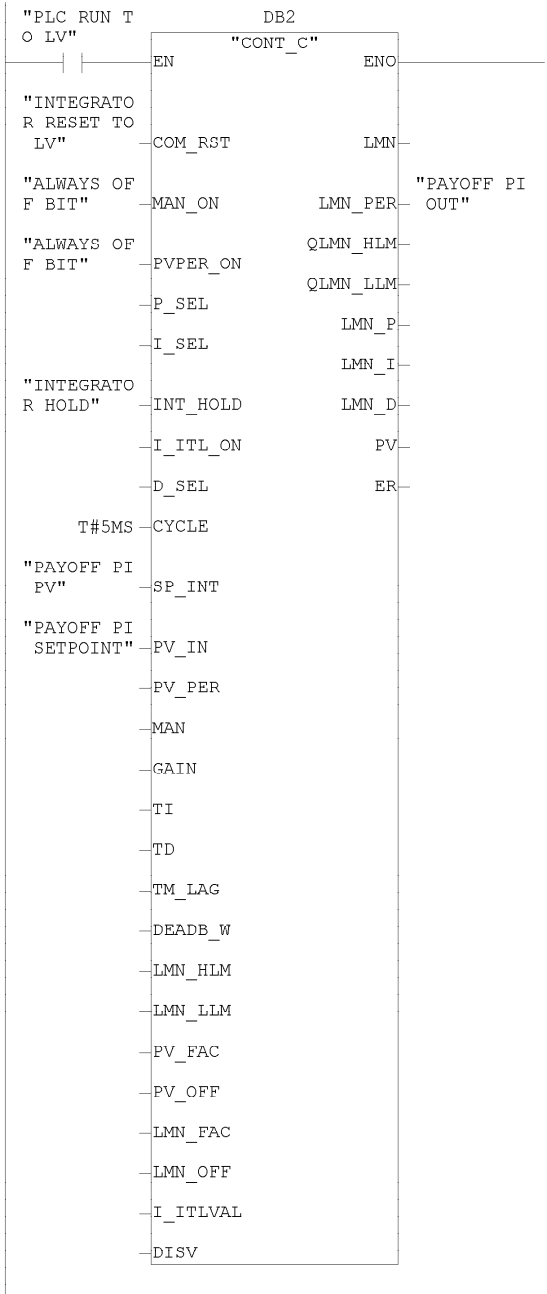 "PLC RUN T
O LV"
DB2
"CONT_C"
EN
ENO
"INTEGRATO
R RESET TO
LV"
COM_RST
LMN
"ALWAYS OF
F BIT"
MAN_ON
LMN_PER
"PAYOFF PI
OUT"
"ALWAYS OF
F BIT"
PVPER_ON
QLMN_HLM
QLMN_LLM
P_SEL
LMN_P
I_SEL
LMN_I
"INTEGRATO
R HOLD"
INT_HOLD
LMN_D
I_ITL_ON
PV
D_SEL
ER
T#5MS
CYCLE
"PAYOFF PI
PV"
SP_INT
"PAYOFF PI
SETPOINT"
PV_IN
PV_PER
MAN
GAIN
TI
TD
TM_LAG
DEADB_W
LMN_HLM
LMN_LLM
PV_FAC
PV_OFF
LMN_FAC
LMN_OFF
I_ITLVAL
DISV